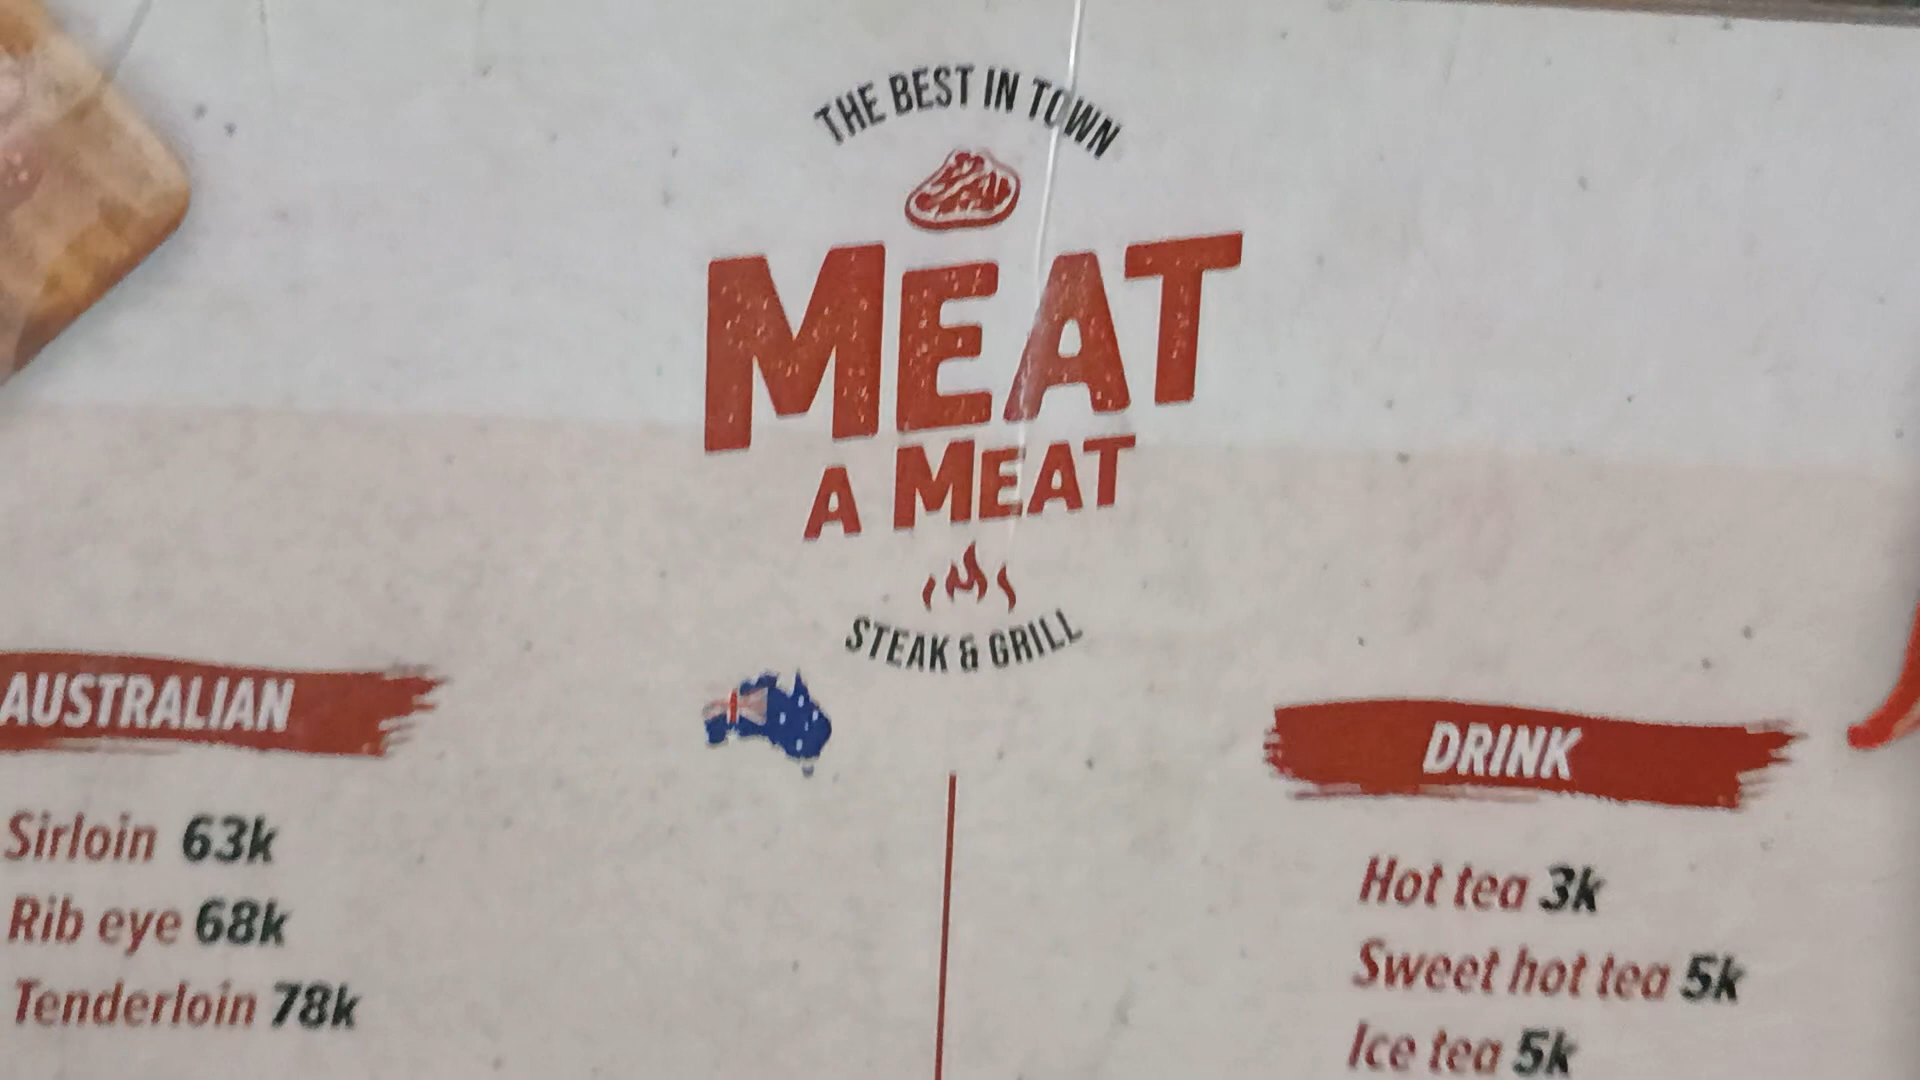 THE BEST IN TOWN
MEAT
A MEAT
STEAK & GRILL
AUSTRALIAN
Sirloin 63k
Rib eye 68k
Tenderloin 78k
DRINK
Hot tea 3k
Sweet hot tea 5k
Ice tea 5k